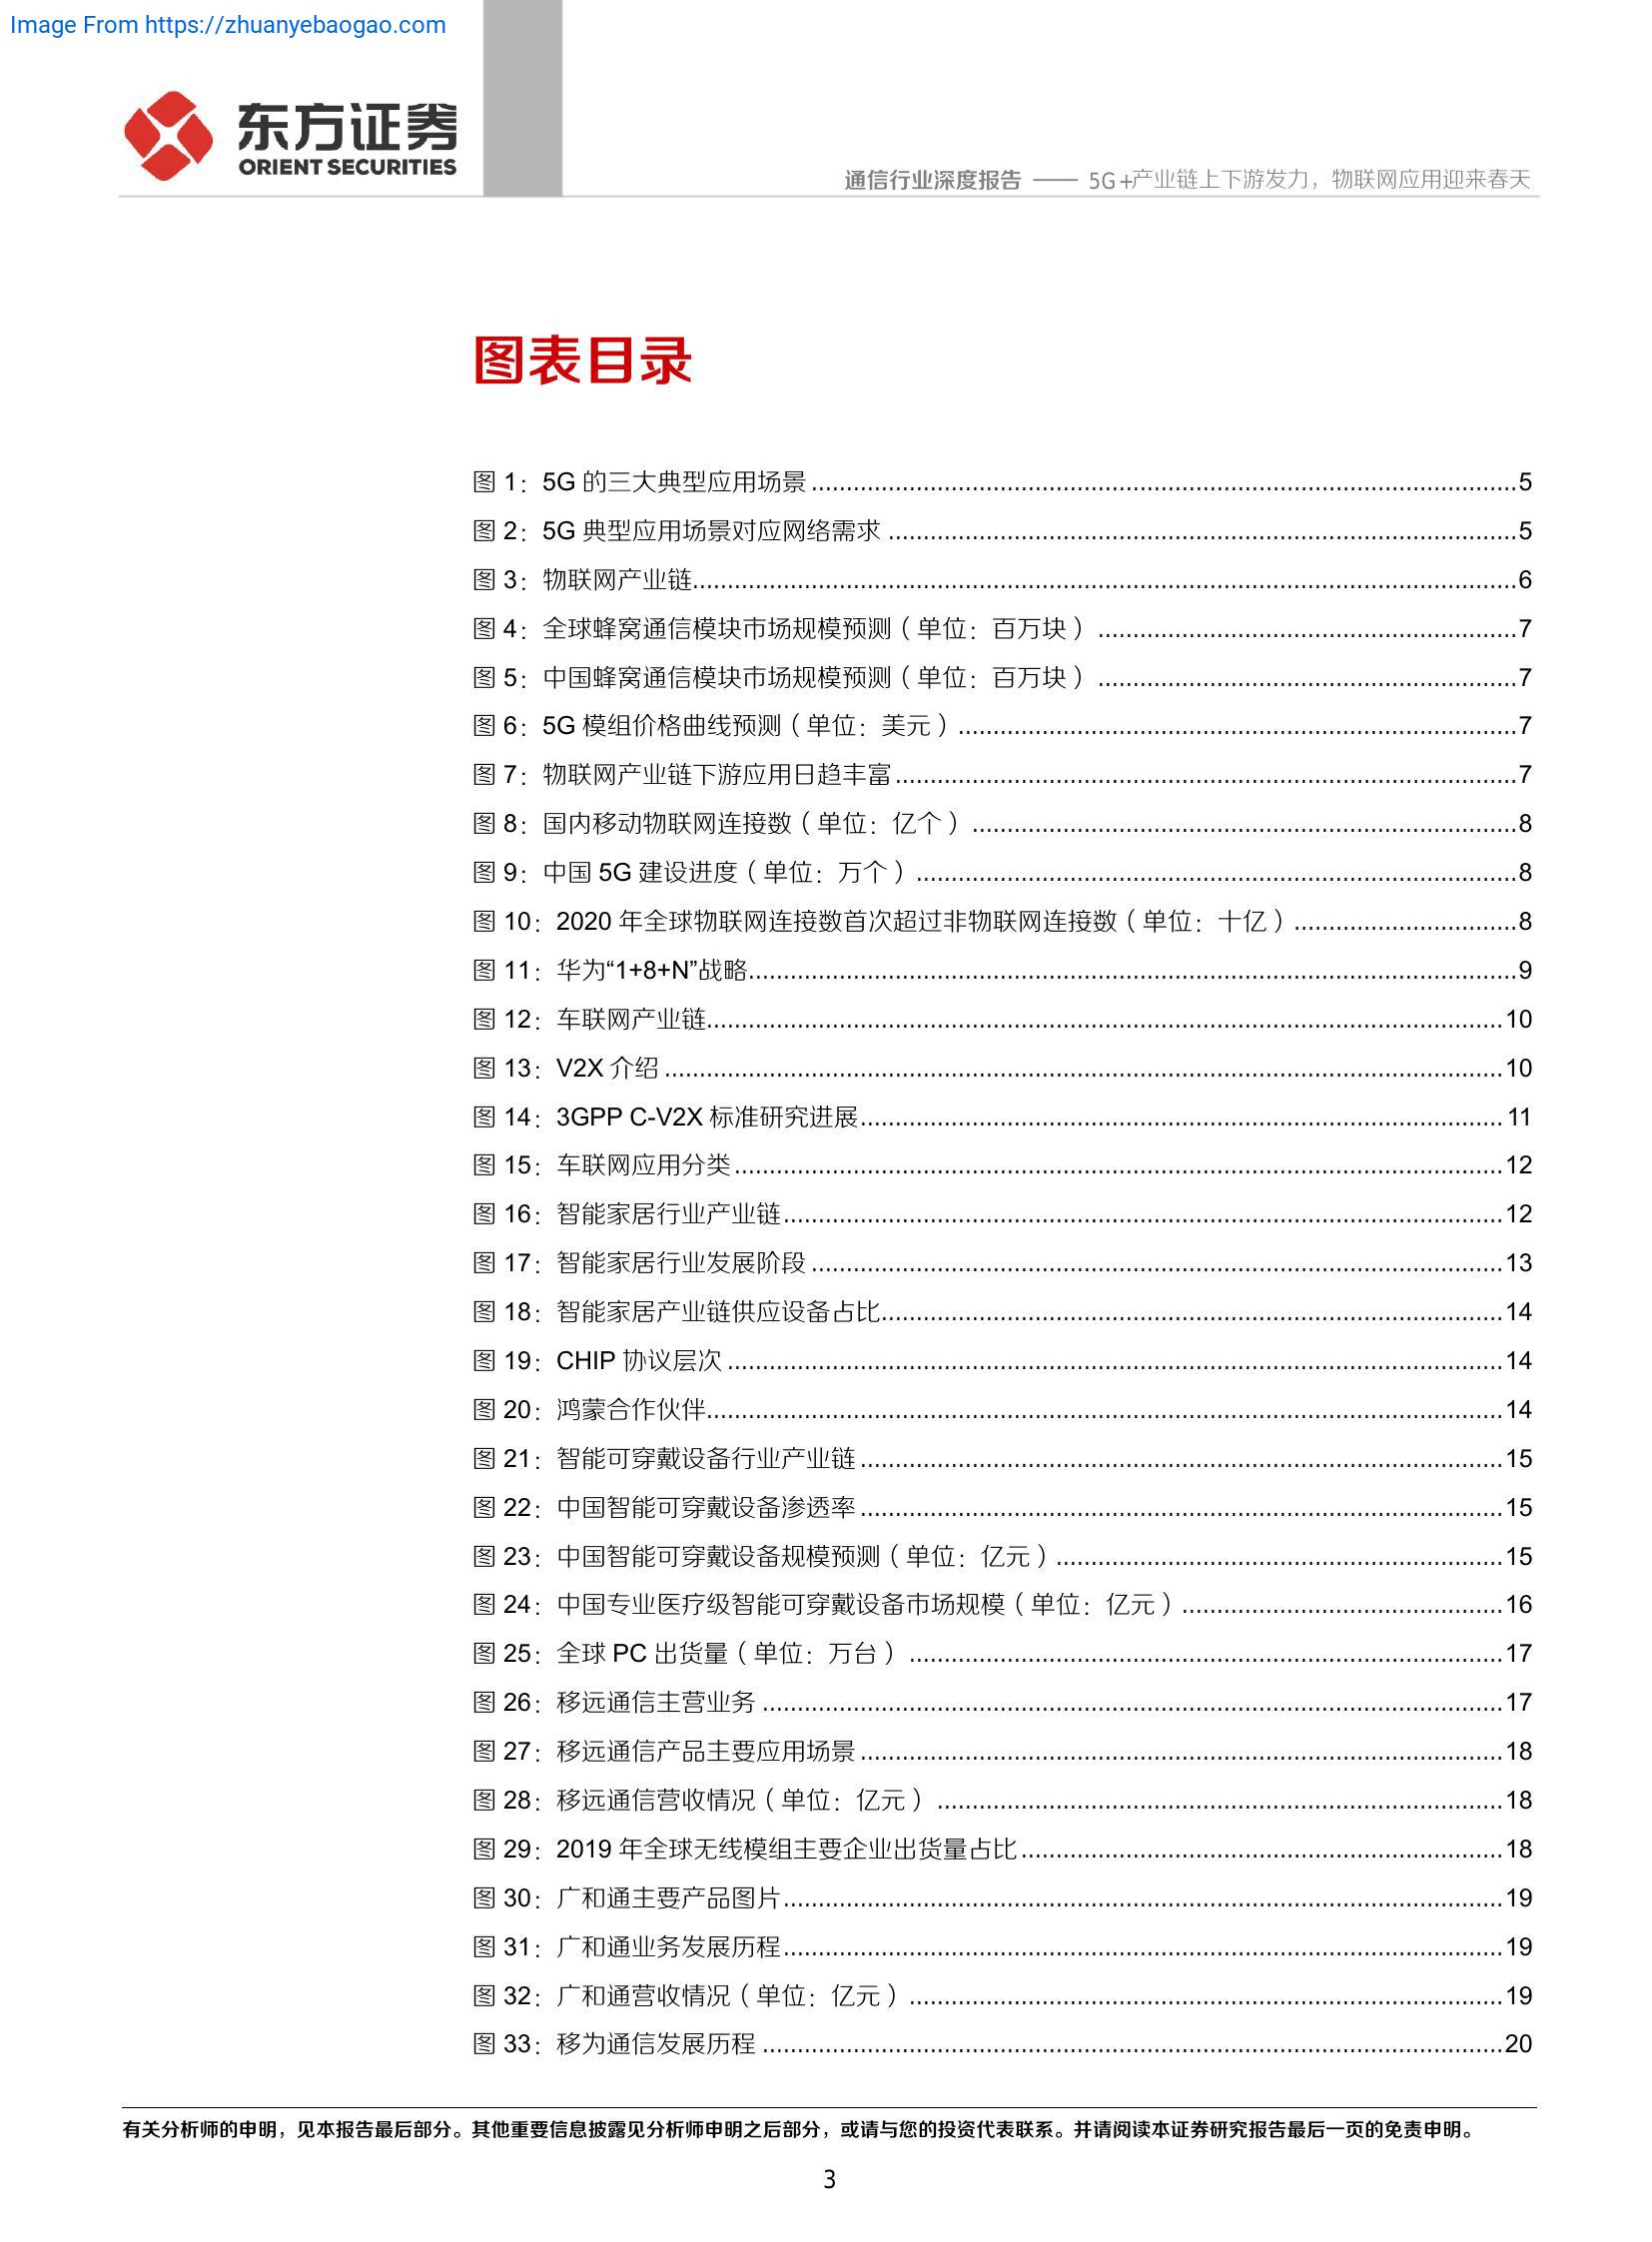 Image From https://zhuanyebaogao.com
东方证券
ORIENT SECURITIES
通信行业深度报告 —— 5G+产业链上下游发力，物联网应用迎来春天
图表目录
图 1：5G 的三大典型应用场景 ........ 5
图 2：5G 典型应用场景对应网络需求 ........ 5
图 3：物联网产业链 ........ 6
图 4：全球蜂窝通信模块市场规模预测（单位：百万块） ........ 7
图 5：中国蜂窝通信模块市场规模预测（单位：百万块） ........ 7
图 6：5G 模组价格曲线预测（单位：美元） ........ 7
图 7：物联网产业链下游应用日趋丰富 ........ 7
图 8：国内移动物联网连接数（单位：亿个） ........ 8
图 9：中国 5G 建设进度（单位：万个） ........ 8
图 10：2020 年全球物联网连接数首次超过非物联网连接数（单位：十亿） ........ 8
图 11：华为“1+8+N”战略 ........ 9
图 12：车联网产业链 ........ 10
图 13：V2X 介绍 ........ 10
图 14：3GPP C-V2X 标准研究进展 ........ 11
图 15：车联网应用分类 ........ 12
图 16：智能家居行业产业链 ........ 12
图 17：智能家居行业发展阶段 ........ 13
图 18：智能家居产业链供应设备占比 ........ 14
图 19：CHIP 协议层次 ........ 14
图 20：鸿蒙合作伙伴 ........ 14
图 21：智能可穿戴设备行业产业链 ........ 15
图 22：中国智能可穿戴设备渗透率 ........ 15
图 23：中国智能可穿戴设备规模预测（单位：亿元） ........ 15
图 24：中国专业医疗级智能可穿戴设备市场规模（单位：亿元） ........ 16
图 25：全球 PC 出货量（单位：万台） ........ 17
图 26：移远通信主营业务 ........ 17
图 27：移远通信产品主要应用场景 ........ 18
图 28：移远通信营收情况（单位：亿元） ........ 18
图 29：2019 年全球无线模组主要企业出货量占比 ........ 18
图 30：广和通主要产品图片 ........ 19
图 31：广和通业务发展历程 ........ 19
图 32：广和通营收情况（单位：亿元） ........ 19
图 33：移为通信发展历程 ........ 20
有关分析师的申明，见本报告最后部分。其他重要信息披露见分析师申明之后部分，或请与您的投资代表联系。并请阅读本证券研究报告最后一页的免责申明。
3